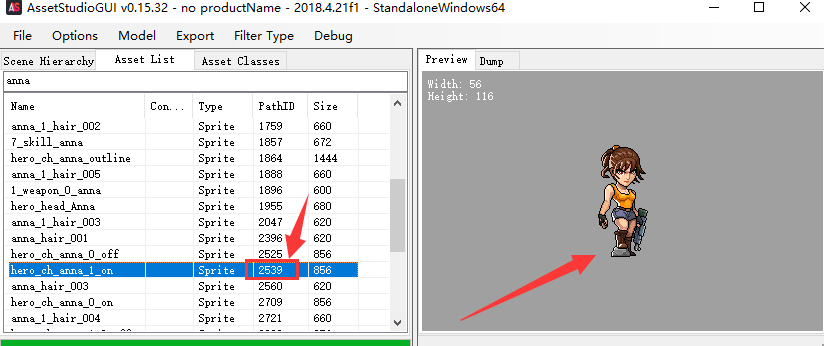 AssetStudioGUI v0.15.32 - no productName - 2018.4.21f1 - StandaloneWindows64
File Options Model Export Filter Type Debug
Scene Hierarchy Asset List Asset Classes
anna
Name Con... Type PathID Size
anna_1_hair_002 Sprite 1759 660
7_skill_anna Sprite 1857 672
hero_ch_anna_outline Sprite 1864 1444
anna_1_hair_005 Sprite 1888 660
1_weapon_0_anna Sprite 1896 600
hero_head_Anna Sprite 1955 680
anna_1_hair_003 Sprite 2047 620
anna_hair_001 Sprite 2396 620
hero_ch_anna_0_off Sprite 2525 856
hero_ch_anna_1_on Sprite 2539 856
anna_hair_003 Sprite 2560 620
hero_ch_anna_0_on Sprite 2709 856
anna_1_hair_004 Sprite 2721 660
Preview Dump
Width: 56
Height: 116